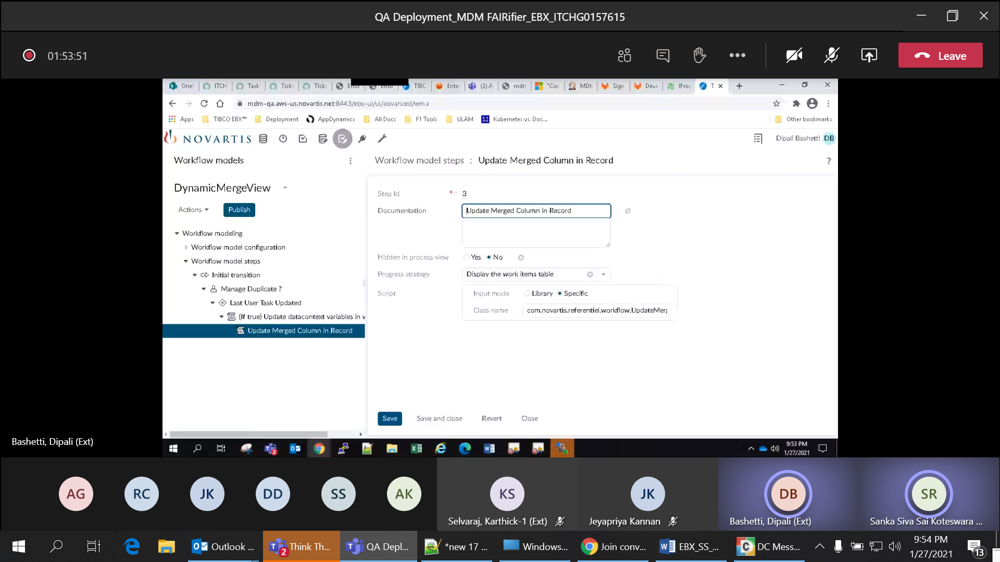 QA Deployment_MDM FAIRifier_EBX_ITCHG0157615
01:53:51
Leave
Onel ITCH Task Ticke Ticke Error Error TIBC Ente (2) A mdn "Cor MDN Sign Deve JFrog T
mdm-qa.aws-us.novartis.net:8443/ebx-ui/ui/advanced/wma
Apps TIBCO EBX™ Deployment AppDynamics All Docs F1 Tools ULAM Kubernetes vs. Doc... Other bookmarks
NOVARTIS Dipali Bashetti DB
Workflow models Workflow model steps : Update Merged Column in Record ?
DynamicMergeView
Actions Publish
Workflow modeling
Workflow model configuration
Workflow model steps
Initial transition
Manage Duplicate ?
Last User Task Updated
{If true} Update datacontext variables in w
Update Merged Column in Record
Step Id * 3
Documentation Update Merged Column in Record
Hidden in process view Yes No
Progress strategy Display the work items table
Script Input mode Library Specific
Class name com.novartis.referentiel.workflow.UpdateMerg
Save Save and close Revert Close
Bashetti, Dipali (Ext)
2
9:53 PM
1/27/2021
AG RC JK DD SS AK KS JK DB SR
Selvaraj, Karthick-1 (Ext) Jeyapriya Kannan Bashetti, Dipali (Ext) Sanka Siva Sai Koteswara ...
Outlook ... 2 Think Th... QA Depl... *new 17 ... Windows... Join conv... EBX_SS_... DC Mess...
9:54 PM
1/27/2021
13